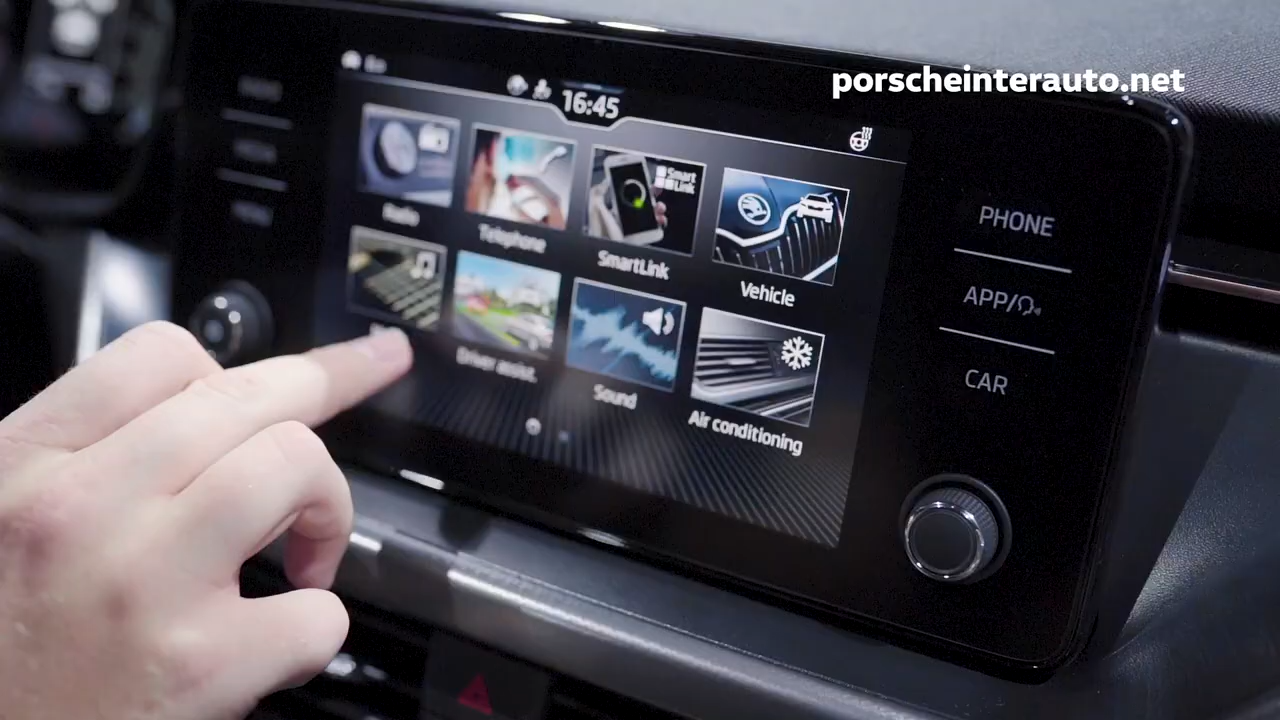 porscheinterauto.net
16:45
Radio
Telephone
Smart
Link
SmartLink
Vehicle
Driver assist.
Sound
Air conditioning
PHONE
APP/
CAR